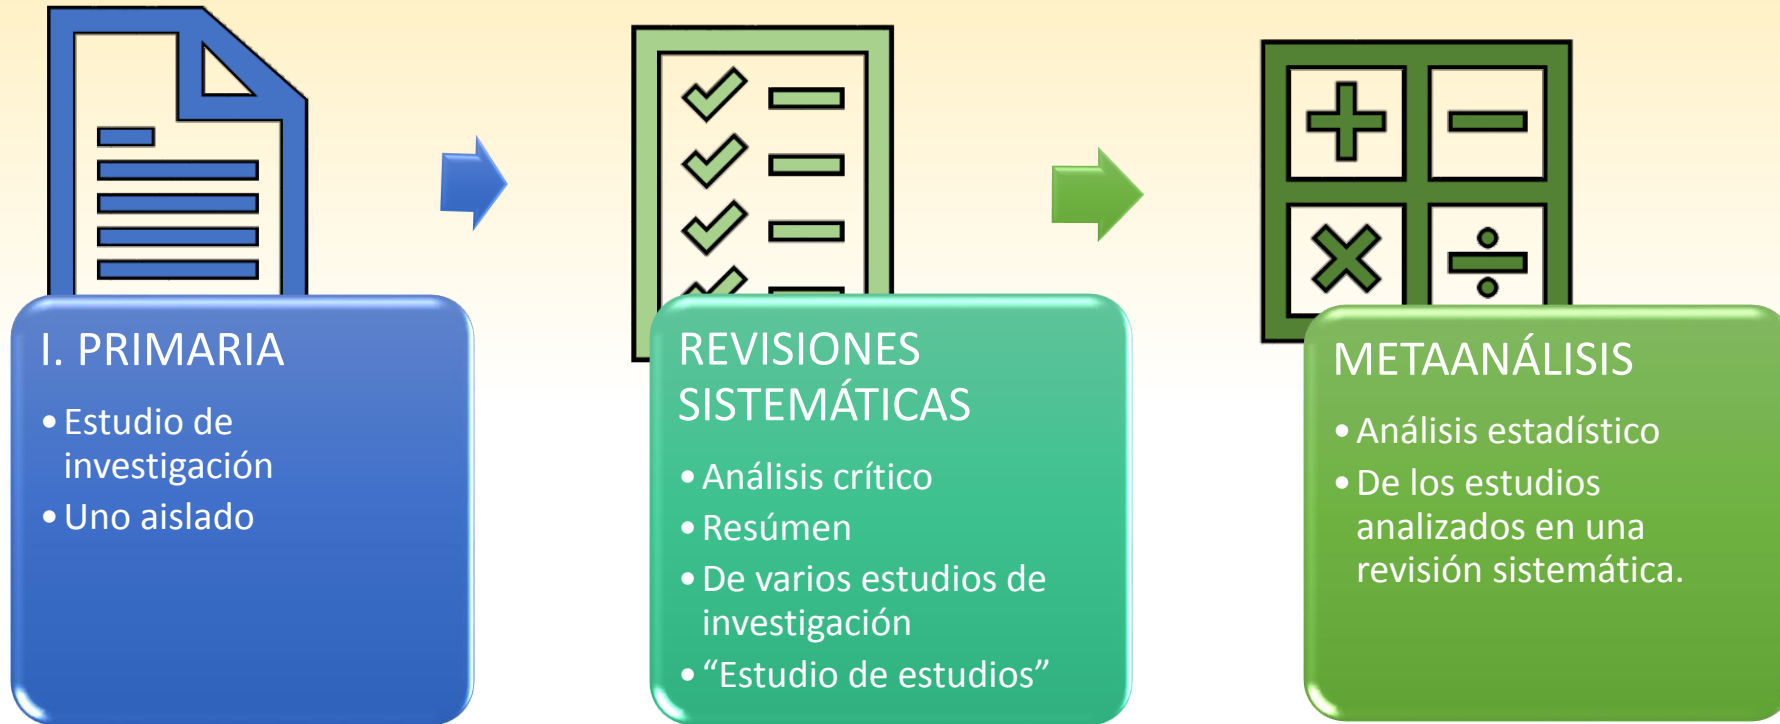 I. PRIMARIA
• Estudio de
investigación
• Uno aislado
REVISIONES
SISTEMÁTICAS
• Análisis crítico
• Resúmen
• De varios estudios de
investigación
• “Estudio de estudios”
METAANÁLISIS
• Análisis estadístico
• De los estudios
analizados en una
revisión sistemática.